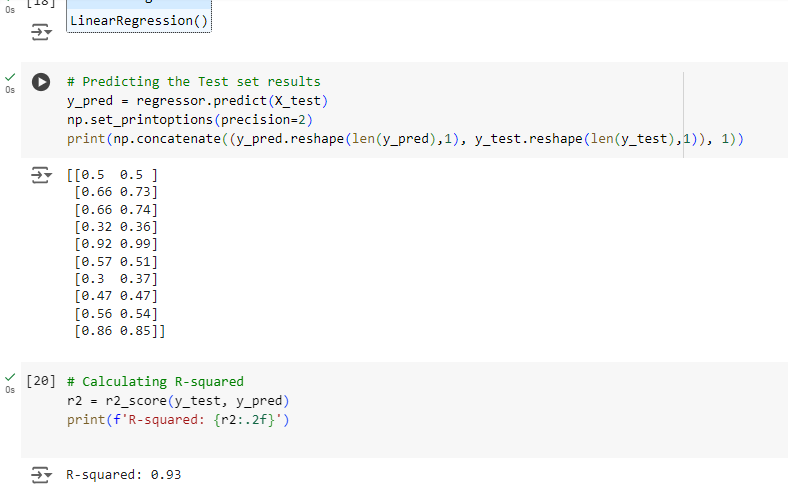 0s
[18]
LinearRegression()
0s
# Predicting the Test set results
y_pred = regressor.predict(X_test)
np.set_printoptions(precision=2)
print(np.concatenate((y_pred.reshape(len(y_pred),1), y_test.reshape(len(y_test),1)), 1))
[[0.5  0.5 ]
[0.66 0.73]
[0.66 0.74]
[0.32 0.36]
[0.92 0.99]
[0.57 0.51]
[0.3  0.37]
[0.47 0.47]
[0.56 0.54]
[0.86 0.85]]
[20] # Calculating R-squared
0s
r2 = r2_score(y_test, y_pred)
print(f'R-squared: {r2:.2f}')
R-squared: 0.93